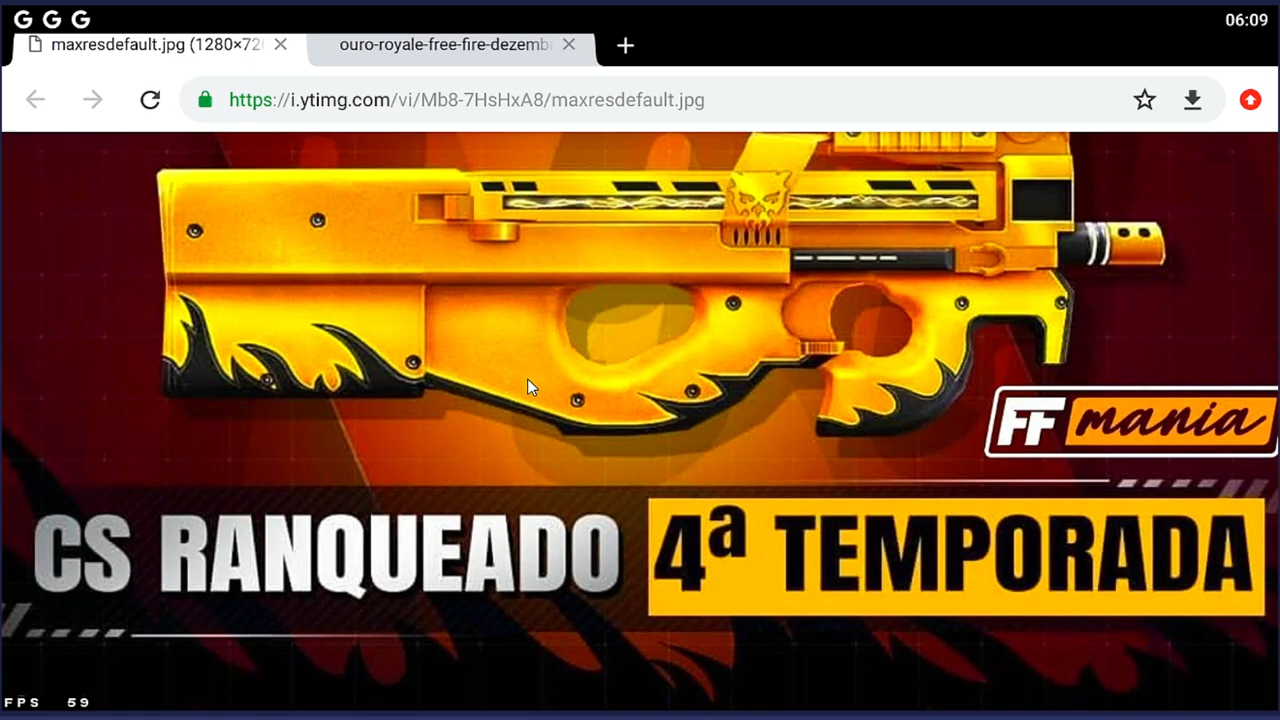 G G G
06:09
maxresdefault.jpg (1280×72
ouro-royale-free-fire-dezemb
https://i.ytimg.com/vi/Mb8-7HsHxA8/maxresdefault.jpg
FF mania
CS RANQUEADO 4ª TEMPORADA
FPS 59